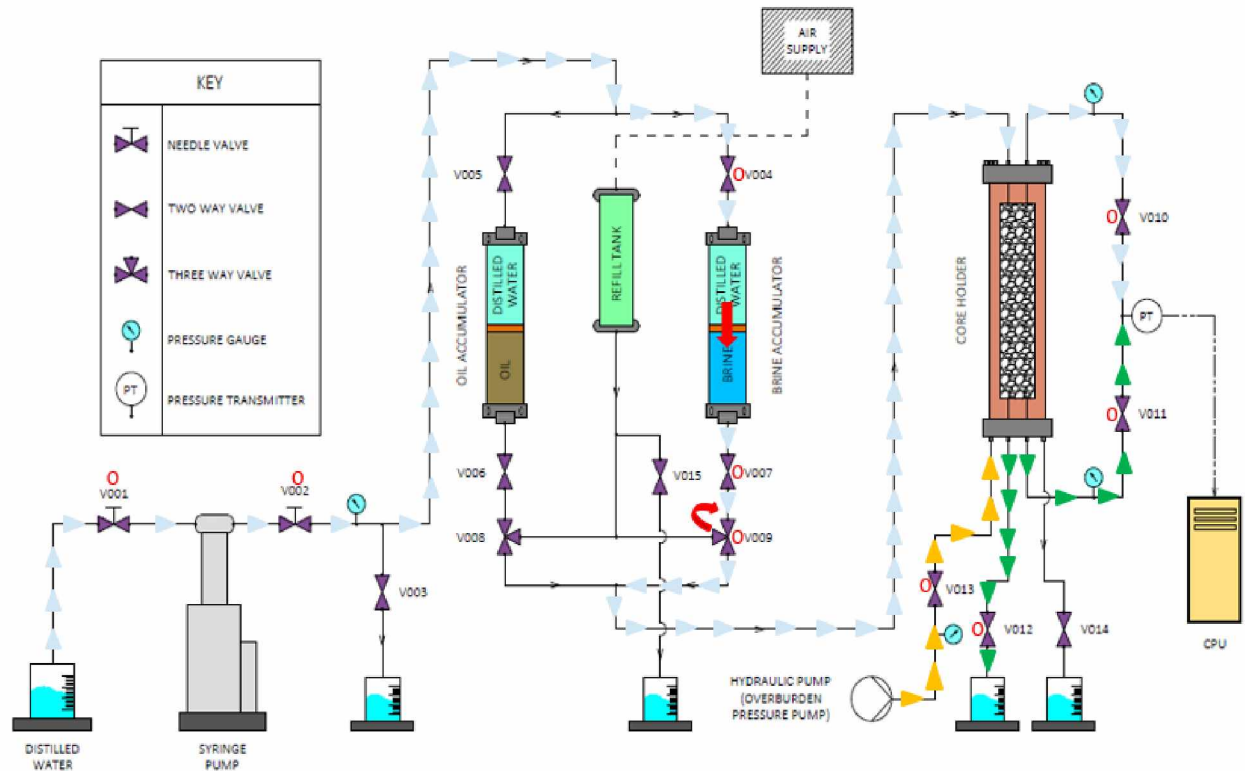 KEY
NEEDLE VALVE
TWO WAY VALVE
THREE WAY VALVE
PRESSURE GAUGE
PT
PRESSURE TRANSMITTER
AIR
SUPPLY
V005
O V004
OIL ACCUMULATOR
DISTILLED
WATER
OIL
REFILL TANK
DISTILLED
WATER
BRINE
BRINE ACCUMULATOR
CORE HOLDER
O V010
PT
O V011
O
V001
O
V002
V006
V015
O V007
V008
O V009
V003
O V013
O V012
V014
CPU
HYDRAULIC PUMP
(OVERBURDEN
PRESSURE PUMP)
DISTILLED
WATER
SYRINGE
PUMP